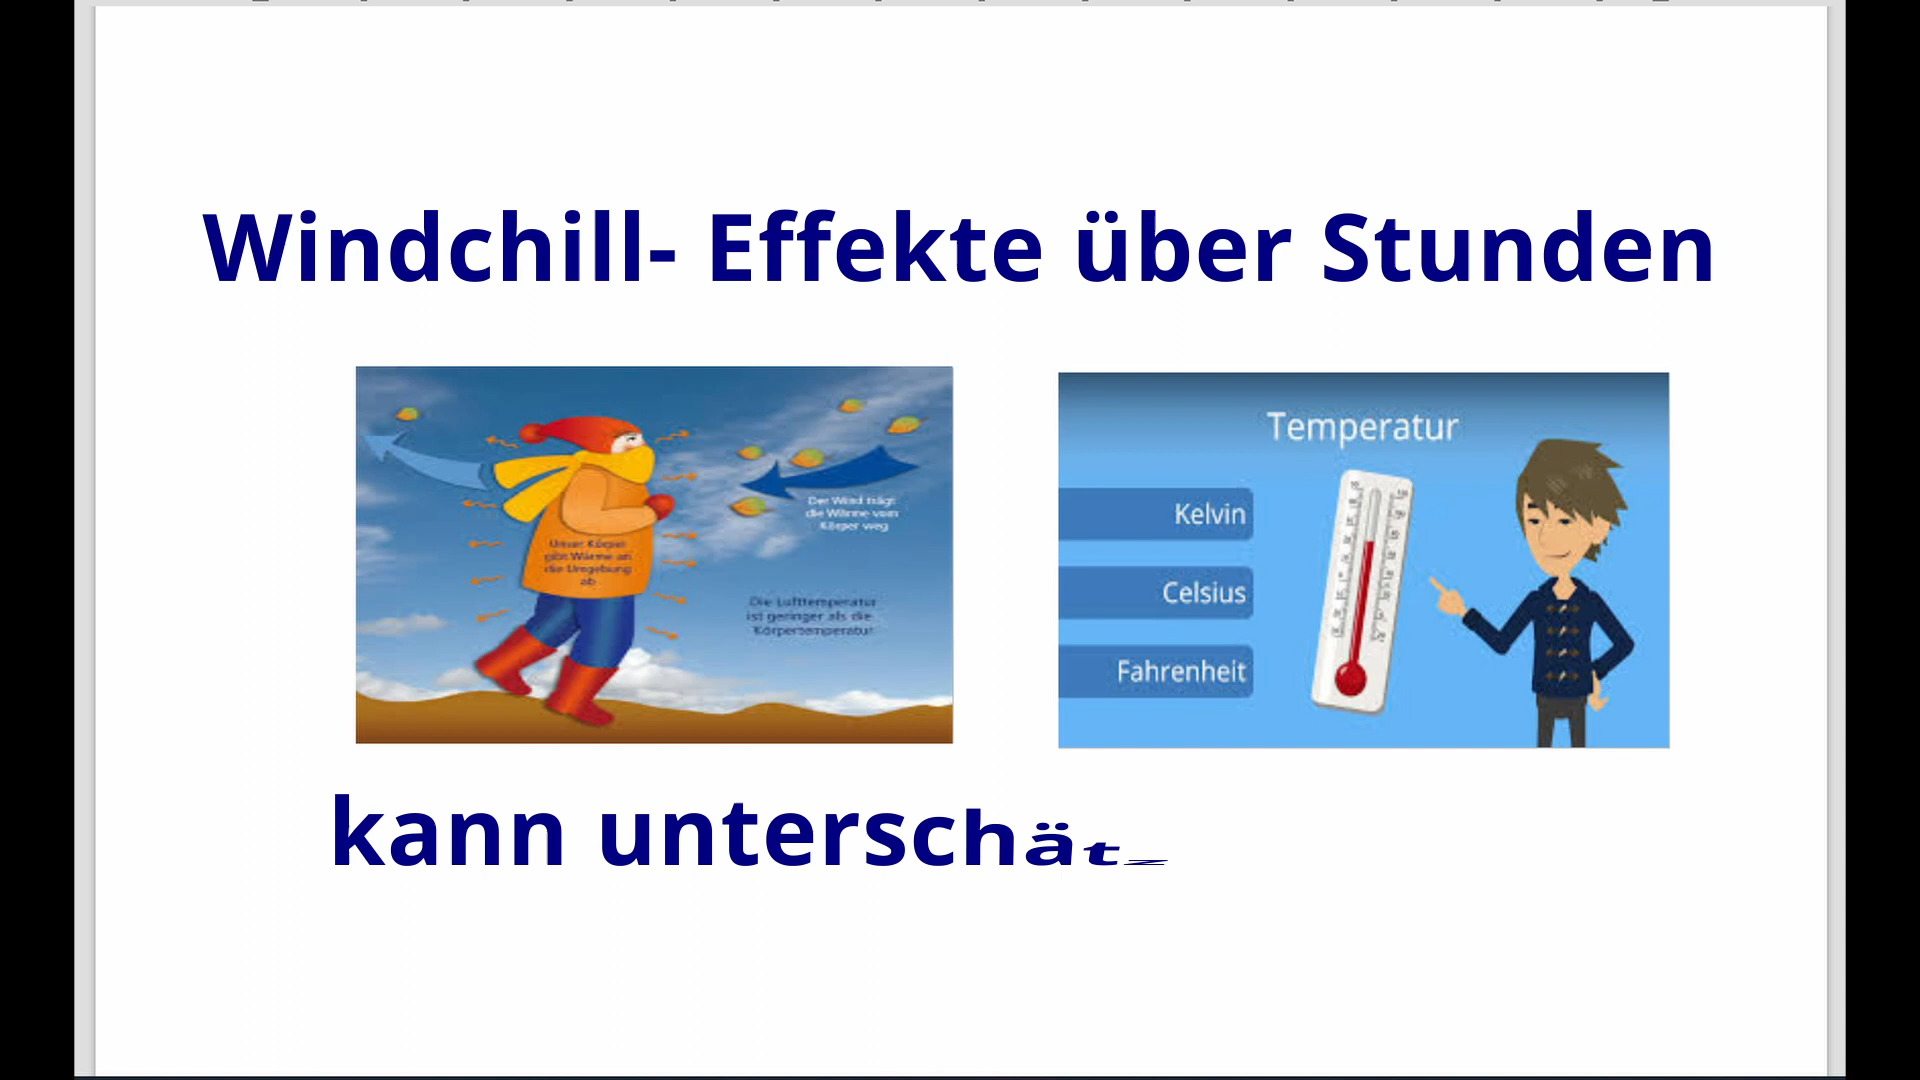 Windchill- Effekte über Stunden
Der Wind trägt
die Wärme vom
Körper weg
Unser Körper
gibt Wärme an
die Umgebung
ab
Die Lufttemperatur
ist geringer als die
Körpertemperatur
Temperatur
Kelvin
Celsius
Fahrenheit
kann unterschätz